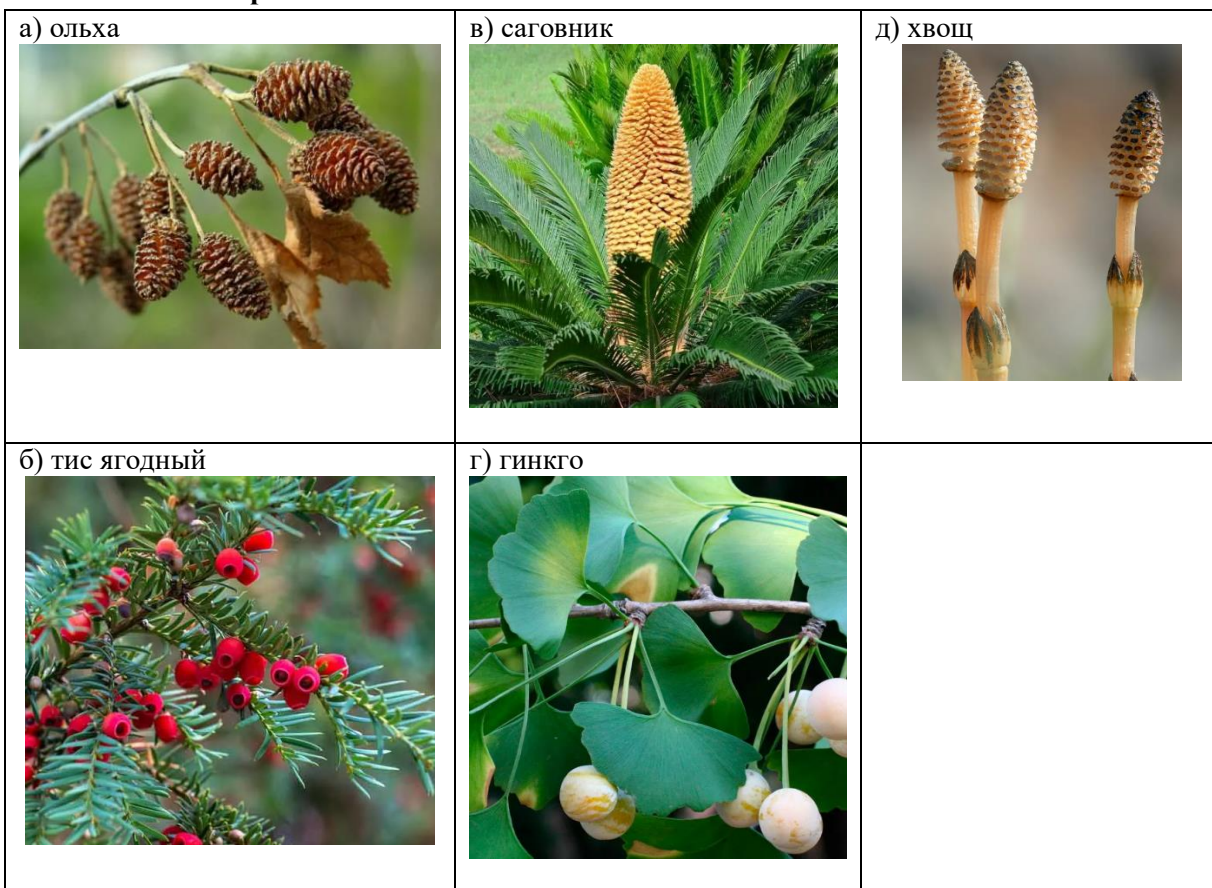 а) ольха
в) саговник
д) хвощ
б) тис ягодный
г) гинкго